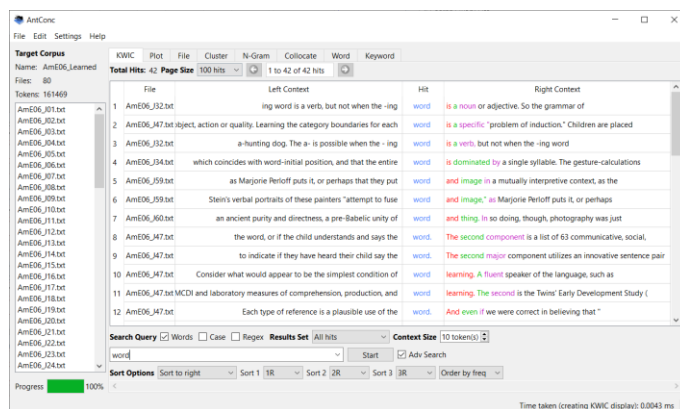 AntConc
File Edit Settings Help
Target Corpus
Name: AmE06_Learned
Files: 80
Tokens: 161469
AmE06_J01.txt
AmE06_J02.txt
AmE06_J03.txt
AmE06_J04.txt
AmE06_J05.txt
AmE06_J06.txt
AmE06_J07.txt
AmE06_J08.txt
AmE06_J09.txt
AmE06_J10.txt
AmE06_J11.txt
AmE06_J12.txt
AmE06_J13.txt
AmE06_J14.txt
AmE06_J15.txt
AmE06_J16.txt
AmE06_J17.txt
AmE06_J18.txt
AmE06_J19.txt
AmE06_J20.txt
AmE06_J21.txt
AmE06_J22.txt
AmE06_J23.txt
AmE06_J24.txt
Progress 100%
KWIC Plot File Cluster N-Gram Collocate Word Keyword
Total Hits: 42 Page Size 100 hits 1 to 42 of 42 hits
File Left Context Hit Right Context
1 AmE06_J32.txt ing word is a verb, but not when the -ing word is a noun or adjective. So the grammar of
2 AmE06_J47.txt object, action or quality. Learning the category boundaries for each word is a specific "problem of induction." Children are placed
3 AmE06_J32.txt a-hunting dog. The a- is possible when the - ing word is a verb, but not when the -ing word
4 AmE06_J34.txt which coincides with word-initial position, and that the entire word is dominated by a single syllable. The gesture-calculations
5 AmE06_J59.txt as Marjorie Perloff puts it, or perhaps that they put word and image in a mutually interpretive context, as the
6 AmE06_J59.txt Stein's verbal portraits of these painters "attempt to fuse word and image," as Marjorie Perloff puts it, or perhaps
7 AmE06_J60.txt an ancient purity and directness, a pre-Babelic unity of word and thing. In so doing, though, photography was just
8 AmE06_J47.txt the word, or if the child understands and says the word. The second component is a list of 63 communicative, social,
9 AmE06_J47.txt to indicate if they have heard their child say the word. The second major component utilizes an innovative sentence pair
10 AmE06_J47.txt Consider what would appear to be the simplest condition of word learning. A fluent speaker of the language, such as
11 AmE06_J47.txt MCDI and laboratory measures of comprehension, production, and word learning. The second is the Twins' Early Development Study (
12 AmE06_J47.txt Each type of reference is a plausible use of the word. And even if we were correct in believing that "
Search Query Words Case Regex Results Set All hits Context Size 10 token(s)
word Start Adv Search
Sort Options Sort to right Sort 1 1R Sort 2 2R Sort 3 3R Order by freq
Time taken (creating KWIC display): 0.0043 ms